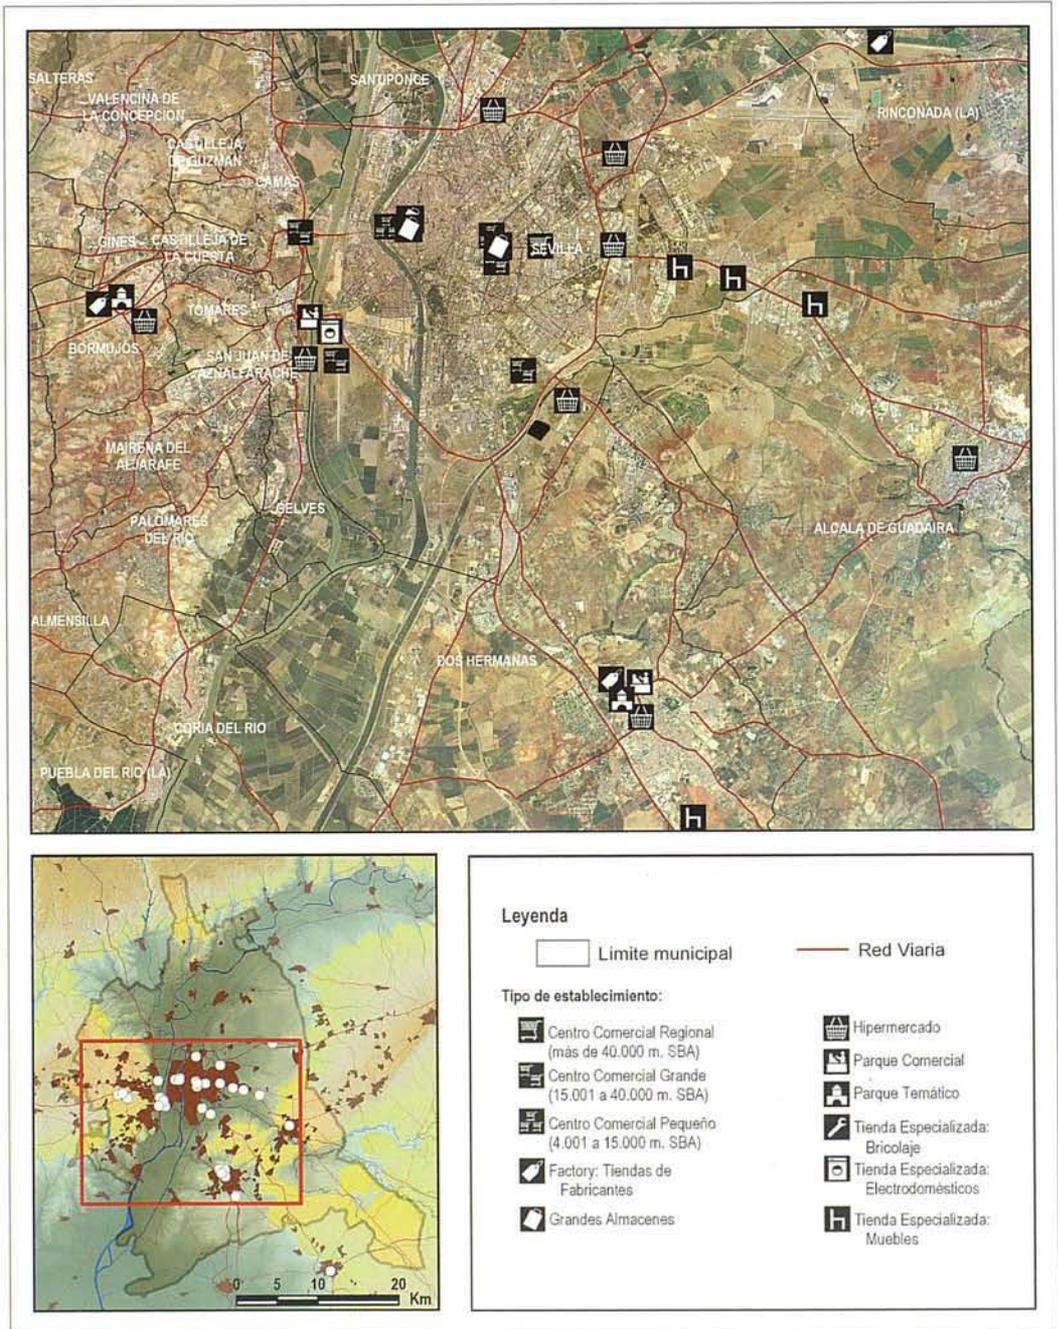 SALTERAS
SANTIPONCE
VALENCINA DE
LA CONCEPCION
RINCONADA (LA)
CASTILLEJA
DE GUZMAN
CAMAS
GINES
CASTILLEJA DE
LA CUESTA
SEVILLA
TOMARES
BORMUJOS
SAN JUAN DE
AZNALFARACHE
MAIRENA DEL
ALJARAFE
GELVES
PALOMARES
DEL RIO
ALCALA DE GUADAIRA
ALMENSILLA
DOS HERMANAS
CORIA DEL RIO
PUEBLA DEL RIO (LA)
0 5 10 20
Km
Leyenda
Limite municipal
Red Viaria
Tipo de establecimiento:
Centro Comercial Regional
(más de 40.000 m. SBA)
Centro Comercial Grande
(15.001 a 40.000 m. SBA)
Centro Comercial Pequeño
(4.001 a 15.000 m. SBA)
Factory: Tiendas de
Fabricantes
Grandes Almacenes
Hipermercado
Parque Comercial
Parque Temático
Tienda Especializada:
Bricolaje
Tienda Especializada:
Electrodomésticos
Tienda Especializada:
Muebles